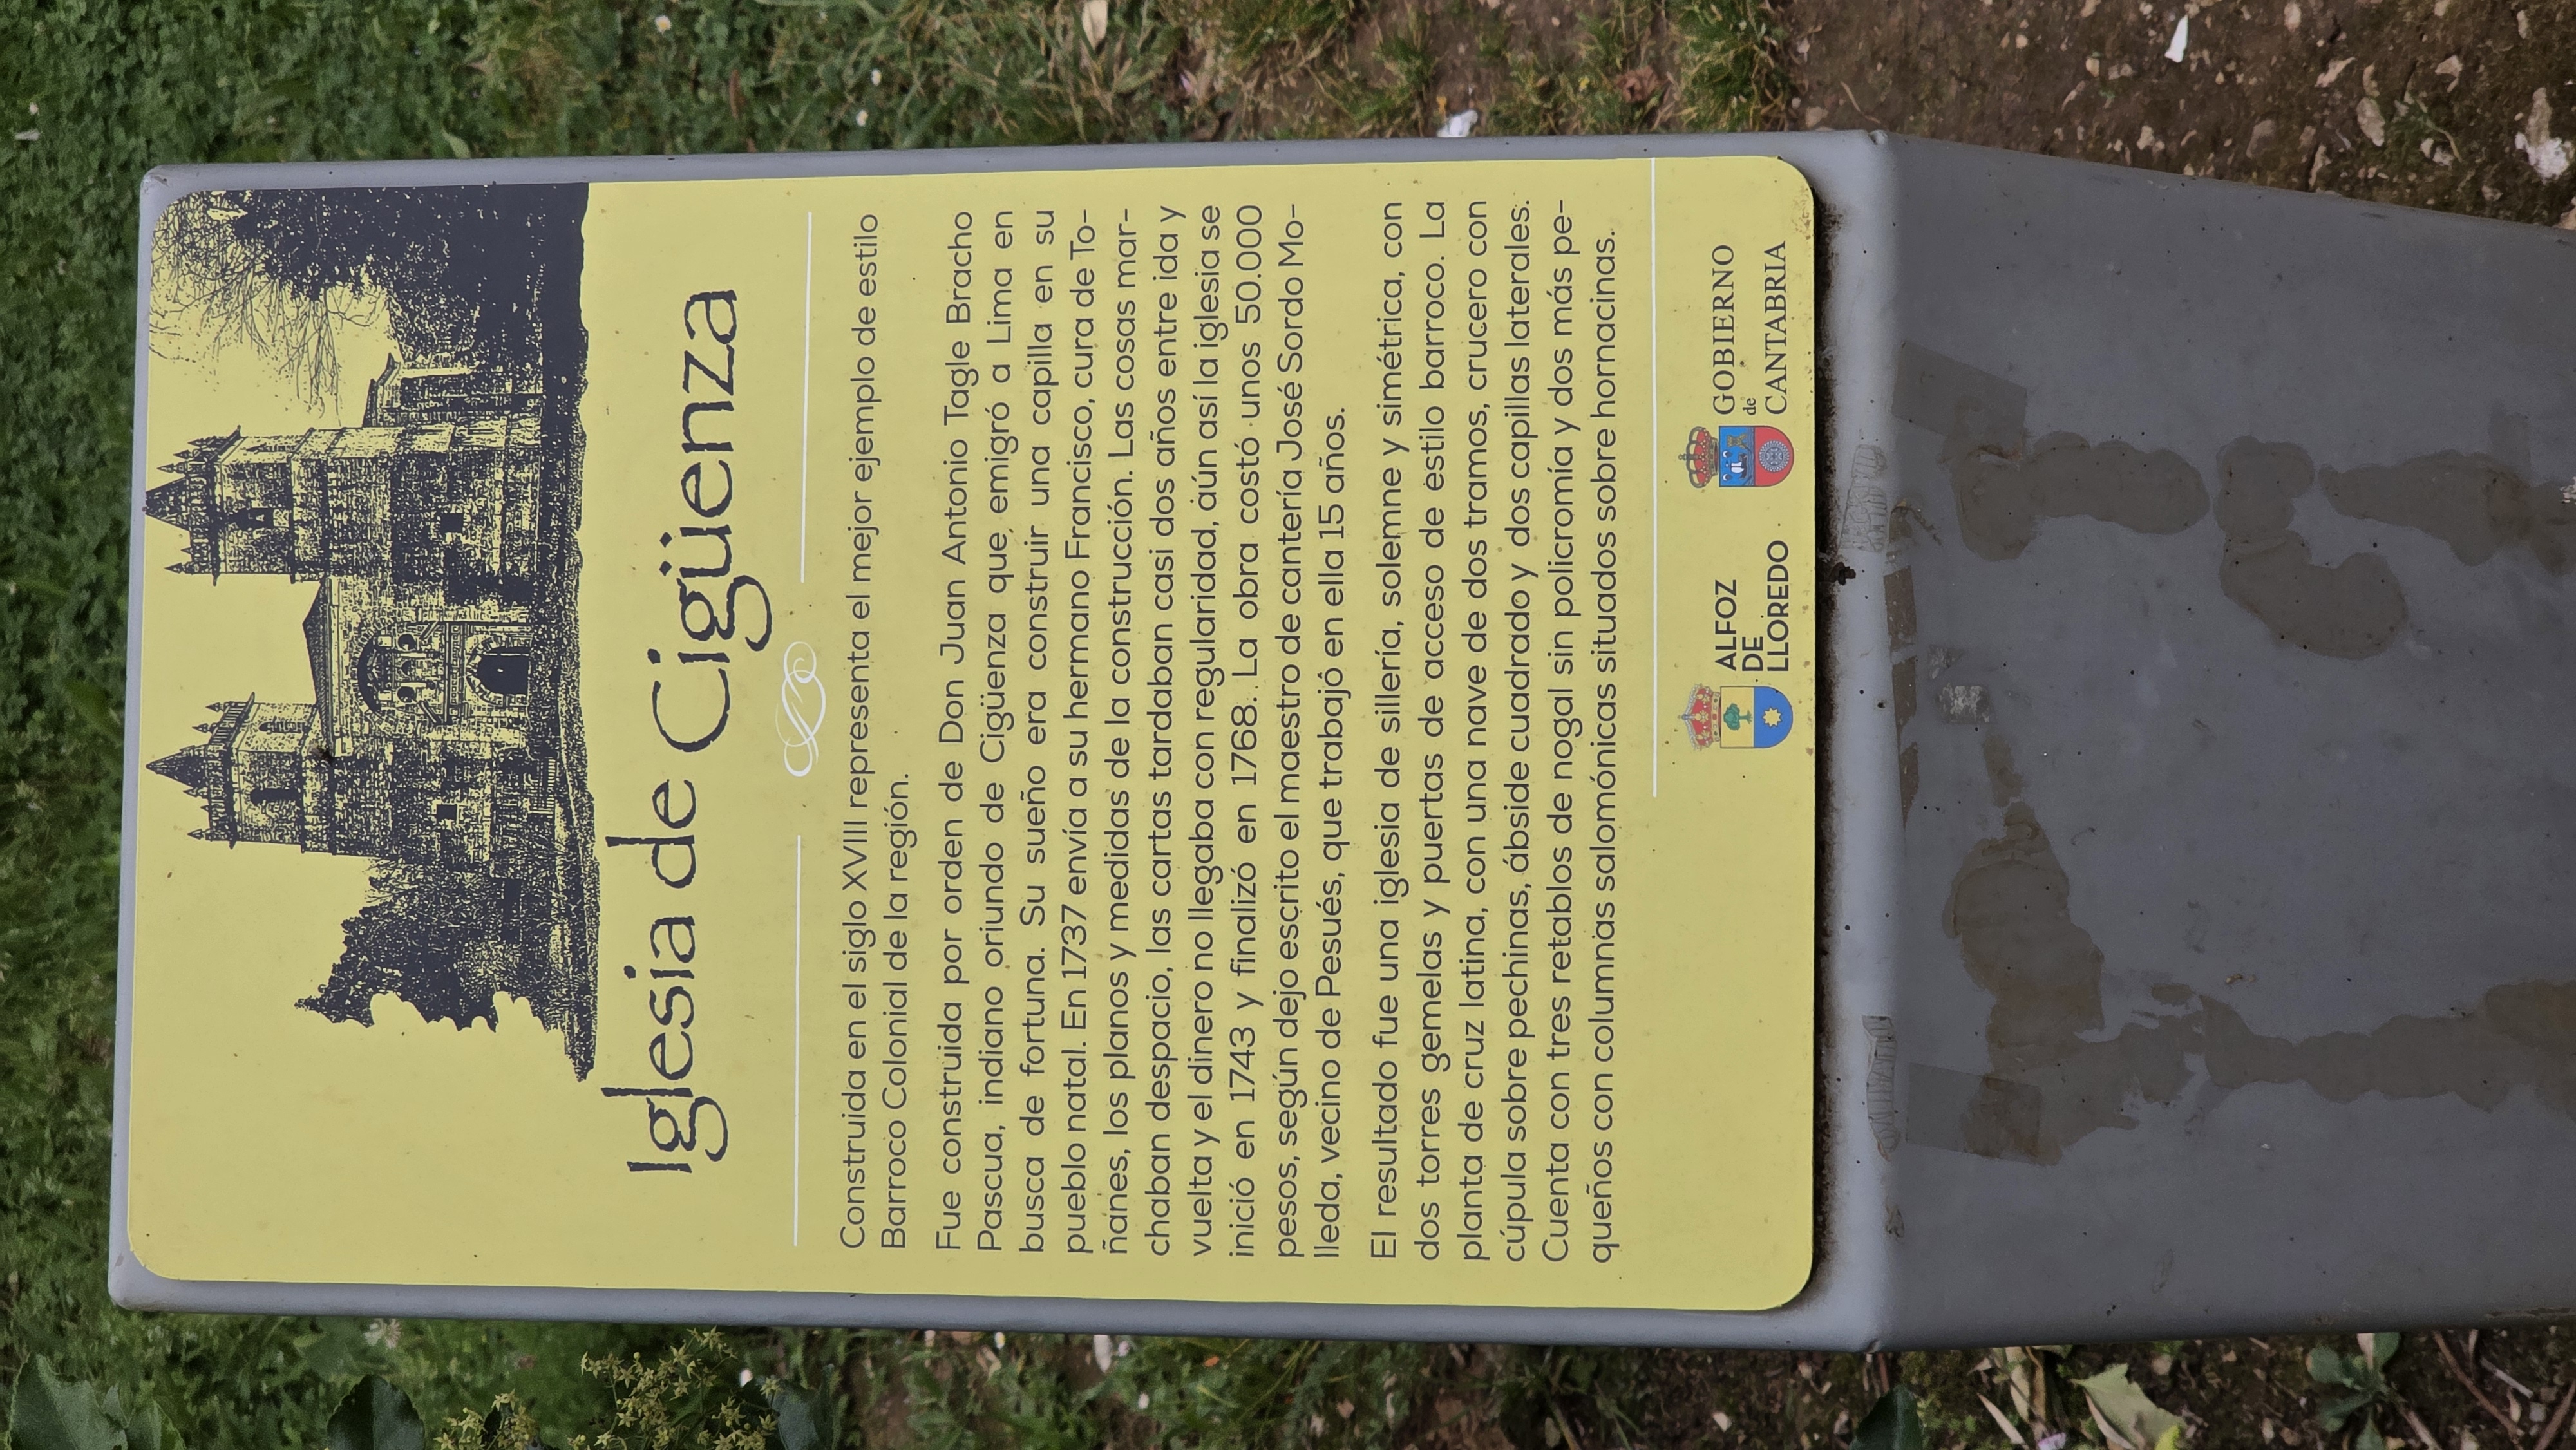 Iglesia de Cigüenza
Construida en el siglo XVIII representa el mejor ejemplo de estilo
Barroco Colonial de la región.
Fue construida por orden de Don Juan Antonio Tagle Bracho
Pascua, indiano oriundo de Cigüenza que emigró a Lima en
busca de fortuna. Su sueño era construir una capilla en su
pueblo natal. En 1737 envía a su hermano Francisco, cura de To-
ñanes, los planos y medidas de la construcción. Las cosas mar-
chaban despacio, las cartas tardaban casi dos años entre ida y
vuelta y el dinero no llegaba con regularidad, aún así la iglesia se
inició en 1743 y finalizó en 1768. La obra costó unos 50.000
pesos, según dejo escrito el maestro de cantería José Sordo Mo-
lleda, vecino de Pesués, que trabajó en ella 15 años.
El resultado fue una iglesia de sillería, solemne y simétrica, con
dos torres gemelas y puertas de acceso de estilo barroco. La
planta de cruz latina, con una nave de dos tramos, crucero con
cúpula sobre pechinas, ábside cuadrado y dos capillas laterales.
Cuenta con tres retablos de nogal sin policromía y dos más pe-
queños con columnas salomónicas situados sobre hornacinas.
ALFOZ
DE
LLOREDO
GOBIERNO
de
CANTABRIA